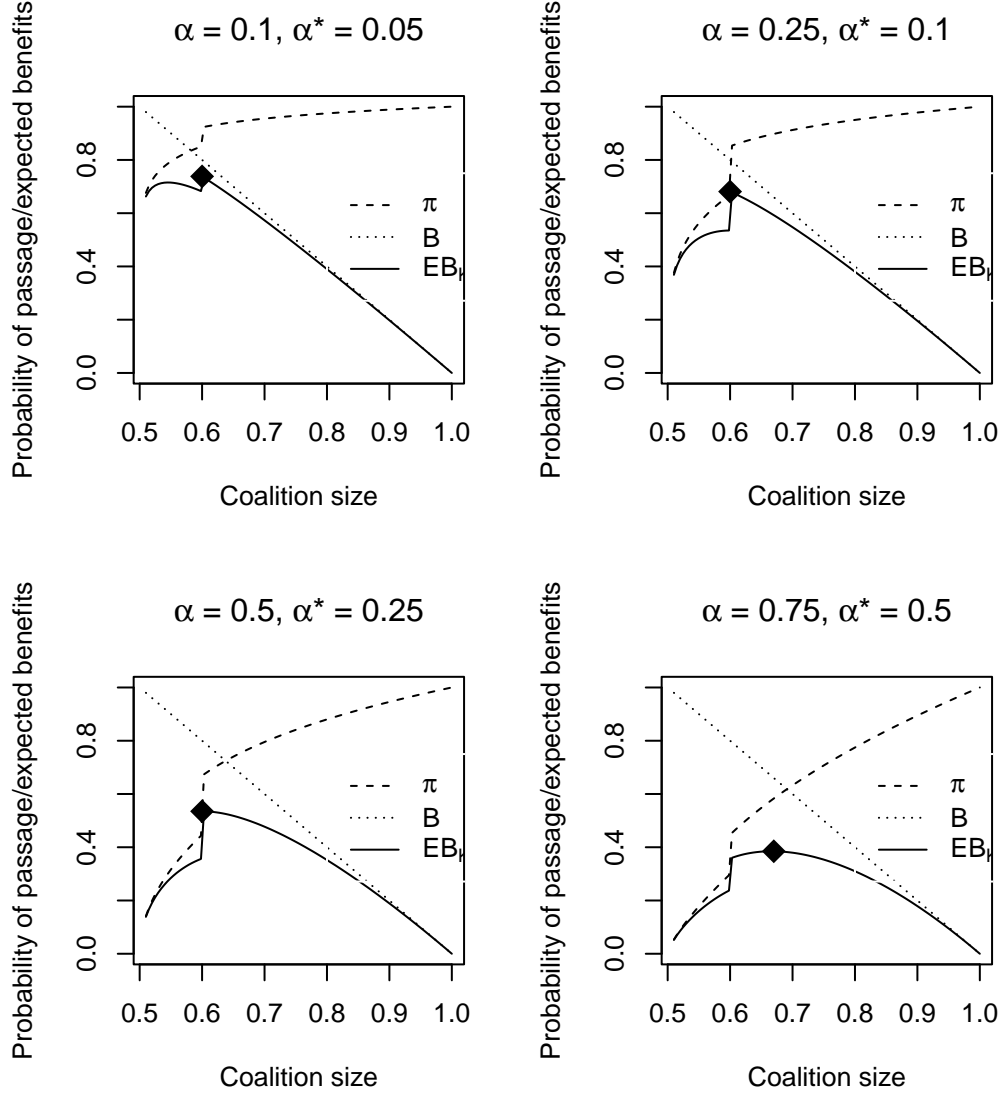 α = 0.1, α* = 0.05
Probability of passage/expected benefits
0.0
0.4
0.8
π
B
EB
0.5 0.6 0.7 0.8 0.9 1.0
Coalition size
α = 0.25, α* = 0.1
Probability of passage/expected benefits
0.0
0.4
0.8
π
B
EB
0.5 0.6 0.7 0.8 0.9 1.0
Coalition size
α = 0.5, α* = 0.25
Probability of passage/expected benefits
0.0
0.4
0.8
π
B
EB
0.5 0.6 0.7 0.8 0.9 1.0
Coalition size
α = 0.75, α* = 0.5
Probability of passage/expected benefits
0.0
0.4
0.8
π
B
EB
0.5 0.6 0.7 0.8 0.9 1.0
Coalition size